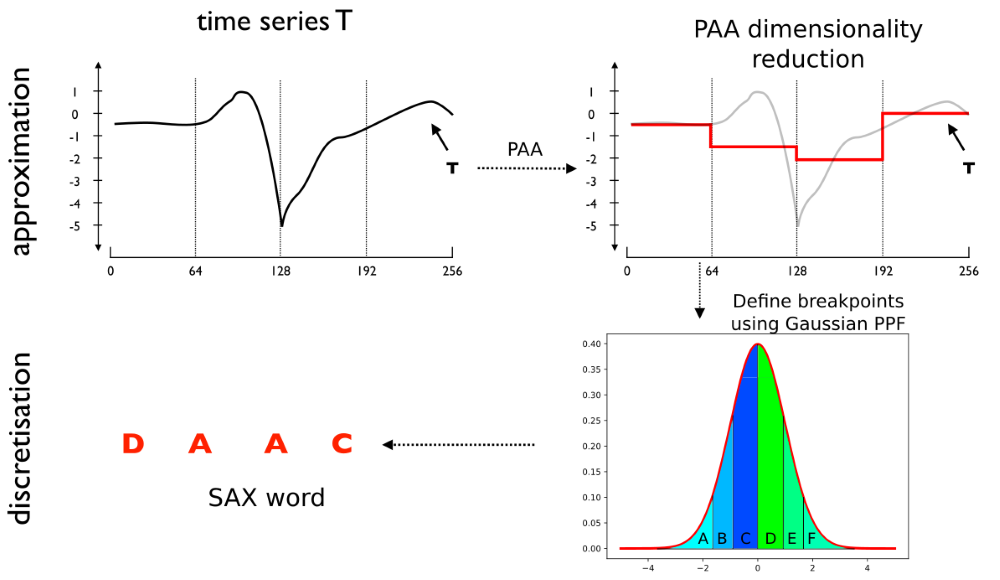 time series T
approximation
1
0
-1
-2
-3
-4
-5
T
0 64 128 192 256
PAA
PAA dimensionality
reduction
1
0
-1
-2
-3
-4
-5
T
0 64 128 192 256
Define breakpoints
using Gaussian PPF
0.40
0.35
0.30
0.25
0.20
0.15
0.10
0.05
0.00
A B C D E F
−4 −2 0 2 4
discretisation
D A A C
SAX word